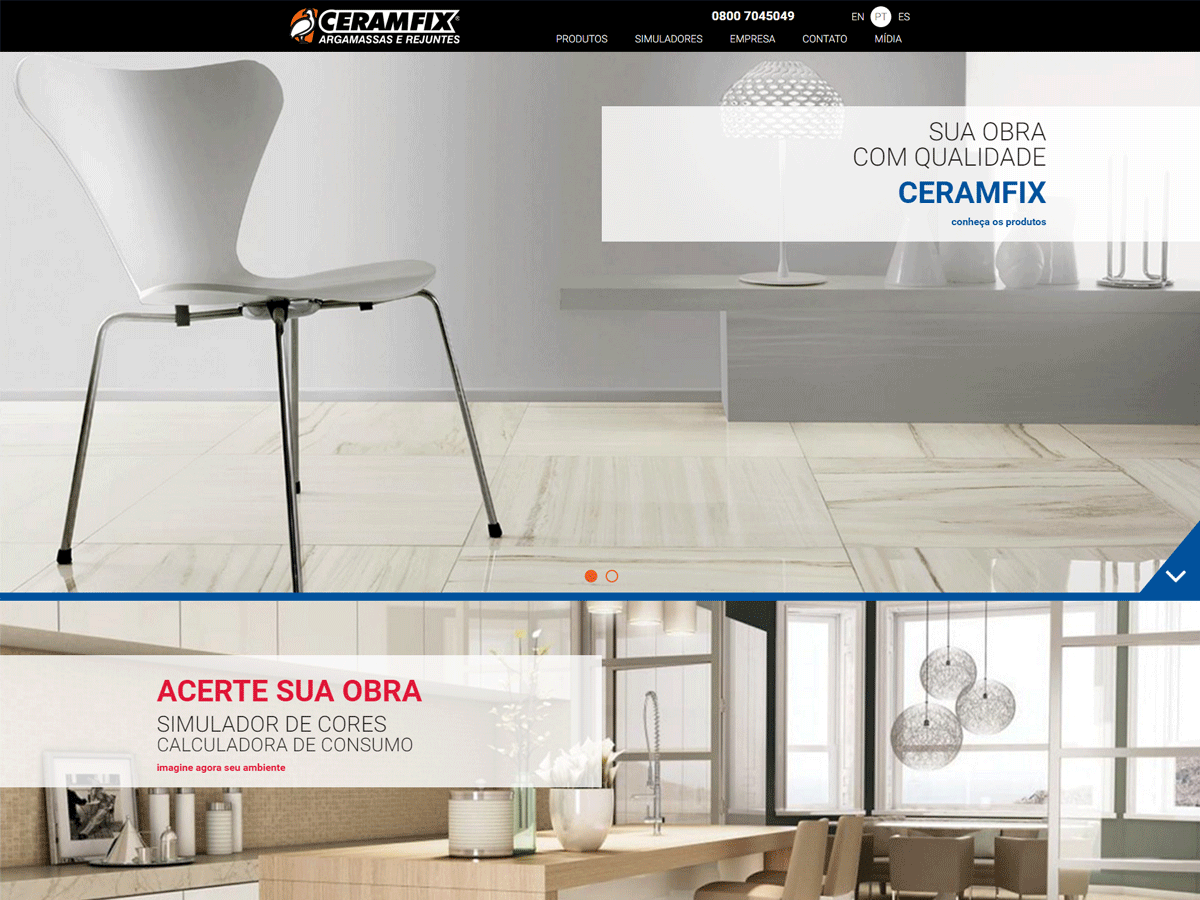 CERAMFIX®
ARGAMASSAS E REJUNTES
0800 7045049
EN PT ES
PRODUTOS SIMULADORES EMPRESA CONTATO MÍDIA
SUA OBRA
COM QUALIDADE
CERAMFIX
conheça os produtos
ACERTE SUA OBRA
SIMULADOR DE CORES
CALCULADORA DE CONSUMO
imagine agora seu ambiente